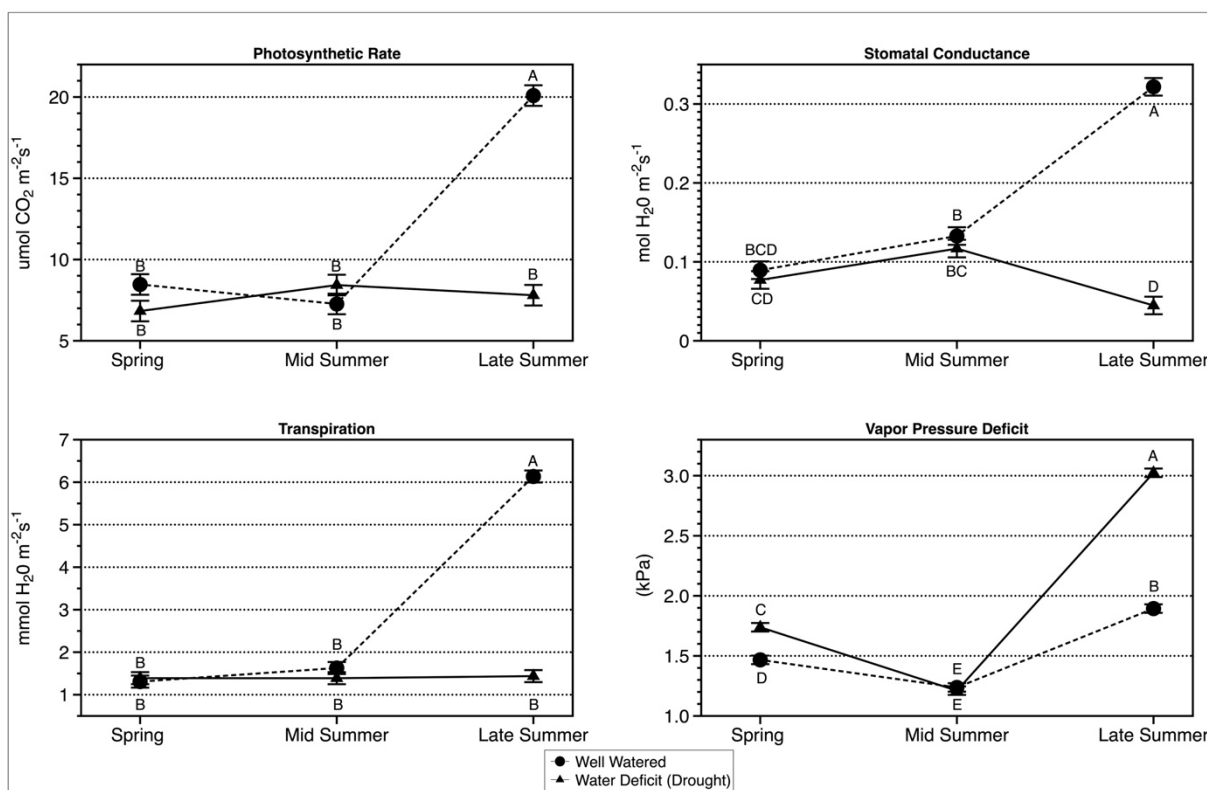 Photosynthetic Rate
umol CO₂ m⁻²s⁻¹
20
15
10
5
A
B
B
B
B
B
Spring
Mid Summer
Late Summer
Stomatal Conductance
mol H₂0 m⁻²s⁻¹
0.3
0.2
0.1
0
A
B
BCD
BC
CD
D
Spring
Mid Summer
Late Summer
Transpiration
mmol H₂0 m⁻²s⁻¹
7
6
5
4
3
2
1
A
B
B
B
B
B
Spring
Mid Summer
Late Summer
Vapor Pressure Deficit
(kPa)
3.0
2.5
2.0
1.5
1.0
A
B
C
D
E
E
Spring
Mid Summer
Late Summer
Well Watered
Water Deficit (Drought)